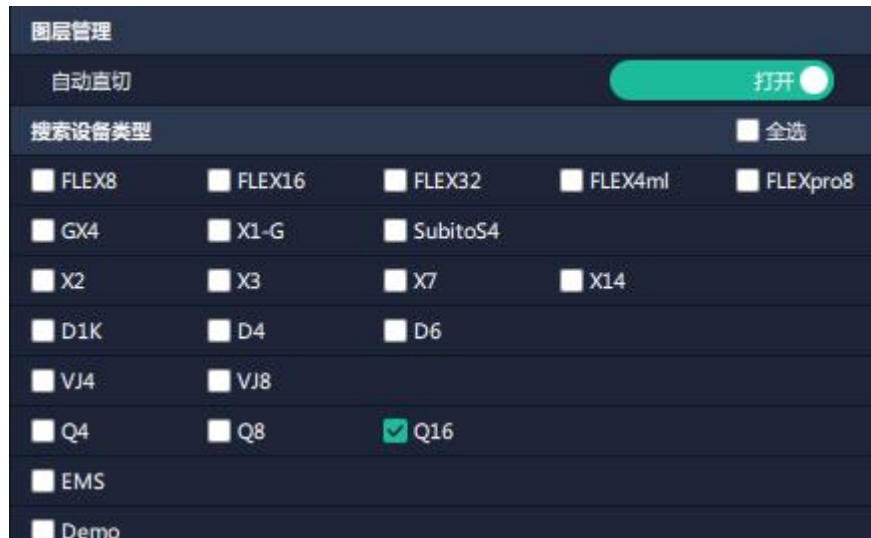 图层管理
自动直切 打开
搜索设备类型 全选
FLEX8 FLEX16 FLEX32 FLEX4ml FLEXpro8
GX4 X1-G SubitoS4
X2 X3 X7 X14
D1K D4 D6
VJ4 VJ8
Q4 Q8 Q16
EMS
Demo